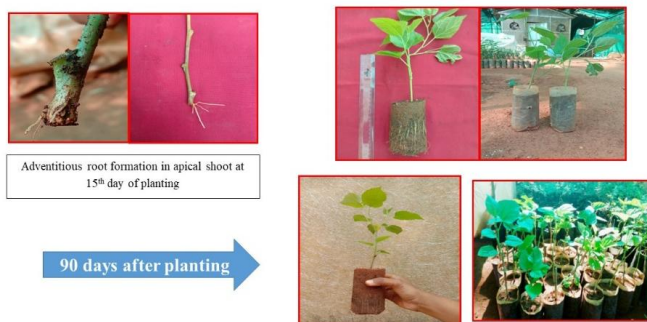 Adventitious root formation in apical shoot at
15th day of planting
90 days after planting